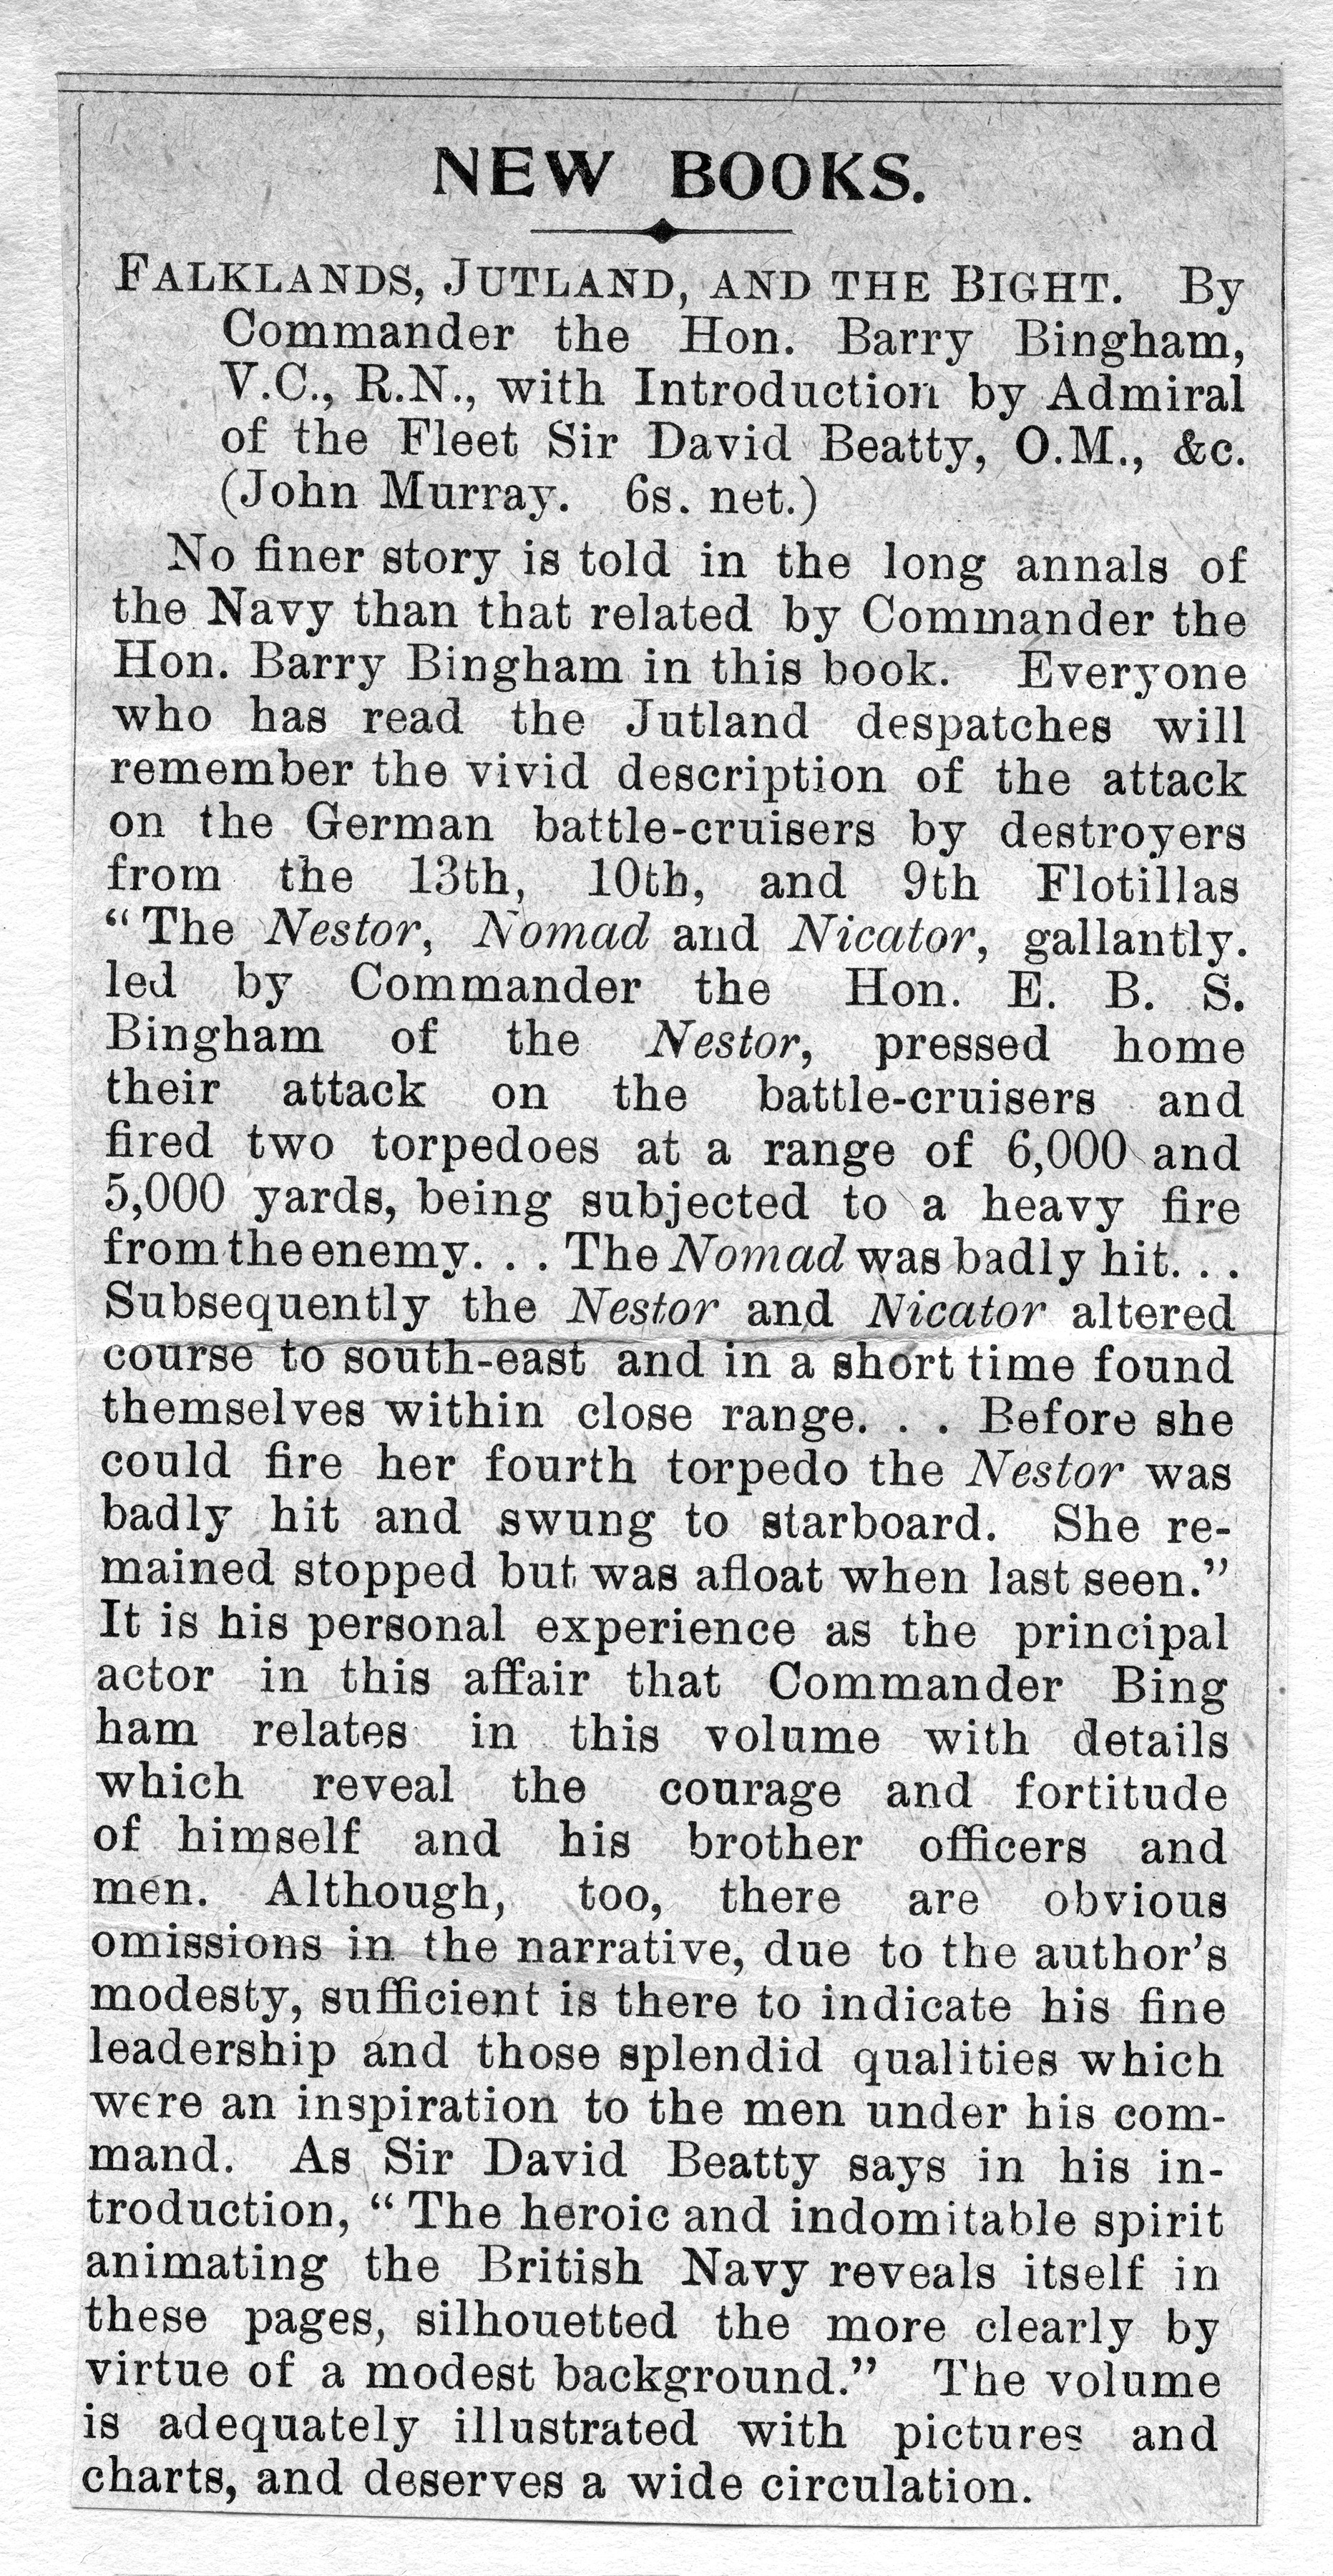 NEW BOOKS.
FALKLANDS, JUTLAND, AND THE BIGHT. By
Commander the Hon. Barry Bingham,
V.C., R.N., with Introduction by Admiral
of the Fleet Sir David Beatty, O.M., &c.
(John Murray. 6s. net.)
No finer story is told in the long annals of
the Navy than that related by Commander the
Hon. Barry Bingham in this book. Everyone
who has read the Jutland despatches will
remember the vivid description of the attack
on the German battle-cruisers by destroyers
from the 13th, 10th, and 9th Flotillas
“The Nestor, Nomad and Nicator, gallantly.
led by Commander the Hon. E. B. S.
Bingham of the Nestor, pressed home
their attack on the battle-cruisers and
fired two torpedoes at a range of 6,000 and
5,000 yards, being subjected to a heavy fire
from the enemy. . . The Nomad was badly hit. . .
Subsequently the Nestor and Nicator altered
course to south-east and in a short time found
themselves within close range. . . Before she
could fire her fourth torpedo the Nestor was
badly hit and swung to starboard. She re-
mained stopped but was afloat when last seen.”
It is his personal experience as the principal
actor in this affair that Commander Bing
ham relates in this volume with details
which reveal the courage and fortitude
of himself and his brother officers and
men. Although, too, there are obvious
omissions in the narrative, due to the author’s
modesty, sufficient is there to indicate his fine
leadership and those splendid qualities which
were an inspiration to the men under his com-
mand. As Sir David Beatty says in his in-
troduction, “The heroic and indomitable spirit
animating the British Navy reveals itself in
these pages, silhouetted the more clearly by
virtue of a modest background.” The volume
is adequately illustrated with pictures and
charts, and deserves a wide circulation.